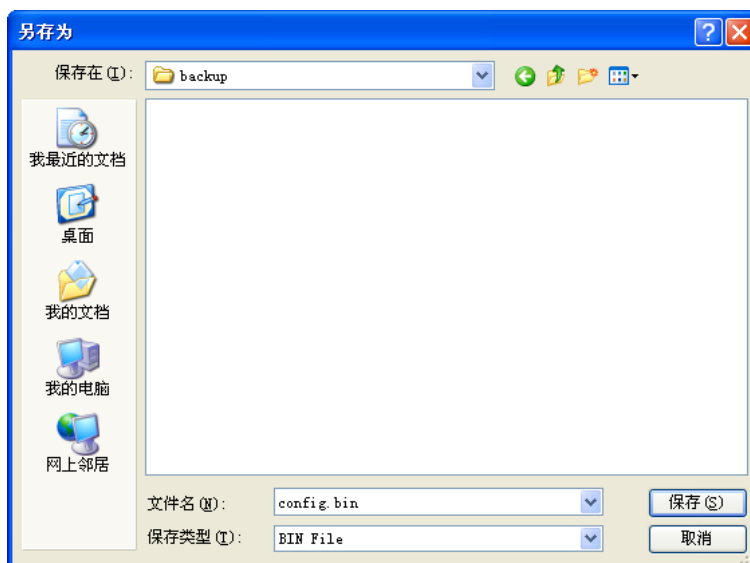 另存为
保存在(I):
backup
我最近的文档
桌面
我的文档
我的电脑
网上邻居
文件名(N):
config.bin
保存(S)
保存类型(T):
BIN File
取消